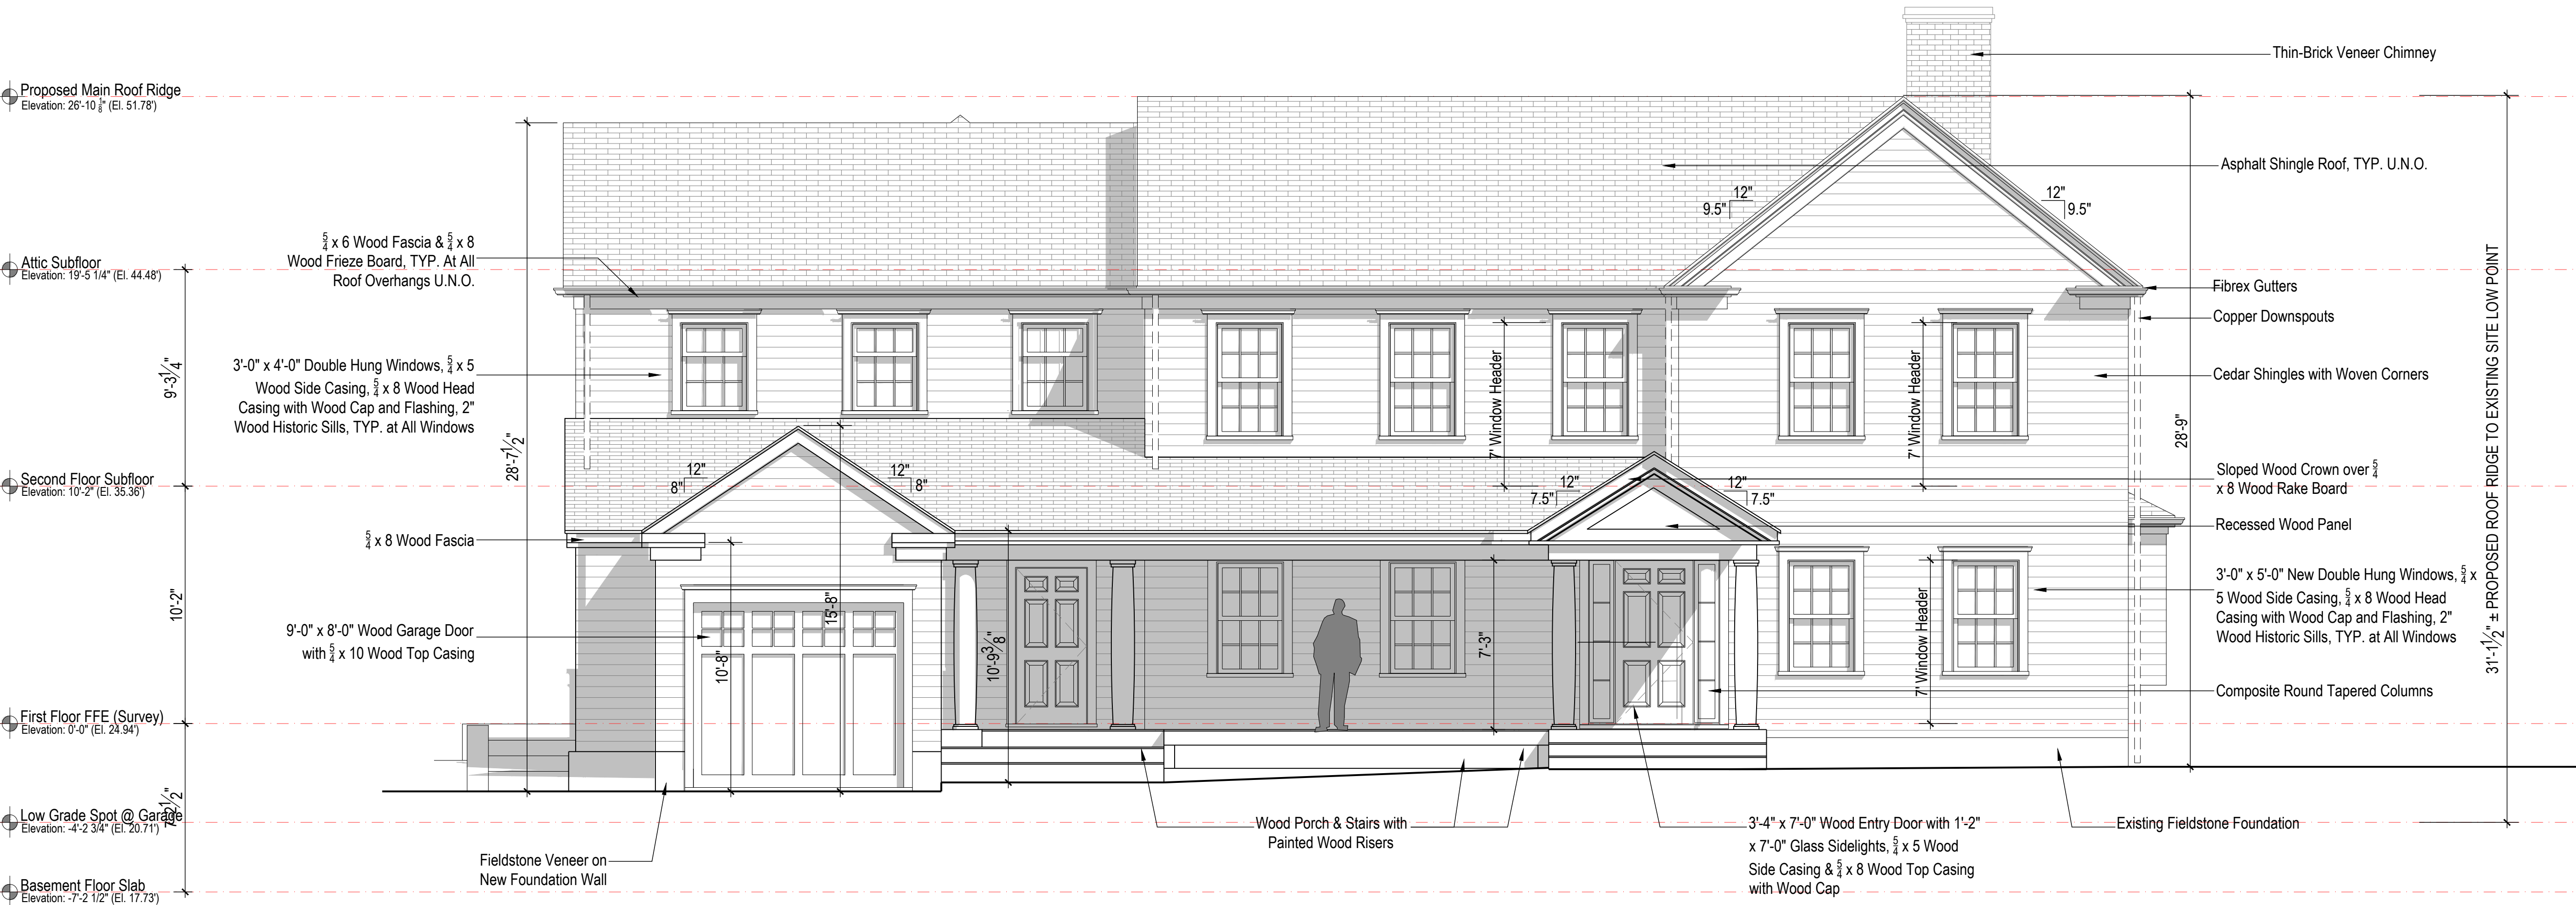 Thin-Brick Veneer Chimney
Proposed Main Roof Ridge
Elevation: 26'-10 1/8" (El. 51.78')
Asphalt Shingle Roof, TYP. U.N.O.
12"
9.5"
12"
9.5"
5/4 x 6 Wood Fascia & 5/4 x 8
Wood Frieze Board, TYP. At All
Roof Overhangs U.N.O.
Attic Subfloor
Elevation: 19'-5 1/4" (El. 44.48')
Fibrex Gutters
Copper Downspouts
3'-0" x 4'-0" Double Hung Windows, 5/4 x 5
Wood Side Casing, 5/4 x 8 Wood Head
Casing with Wood Cap and Flashing, 2"
Wood Historic Sills, TYP. at All Windows
Cedar Shingles with Woven Corners
9'-3 1/4"
28'-7 1/2"
7' Window Header
7' Window Header
28'-9"
31'-1 1/2" ± PROPOSED ROOF RIDGE TO EXISTING SITE LOW POINT
Second Floor Subfloor
Elevation: 10'-2" (El. 35.36')
12"
8"
12"
8"
12"
7.5"
12"
7.5"
Sloped Wood Crown over 5/4
x 8 Wood Rake Board
Recessed Wood Panel
5/4 x 8 Wood Fascia
3'-0" x 5'-0" New Double Hung Windows, 5/4 x
5 Wood Side Casing, 5/4 x 8 Wood Head
Casing with Wood Cap and Flashing, 2"
Wood Historic Sills, TYP. at All Windows
10'-2"
9'-0" x 8'-0" Wood Garage Door
with 5/4 x 10 Wood Top Casing
10'-8"
15'-8"
10'-9 3/8"
7'-3"
7' Window Header
Composite Round Tapered Columns
First Floor FFE (Survey)
Elevation: 0'-0" (El. 24.94')
7'-2 1/2"
Low Grade Spot @ Garage
Elevation: -4'-2 3/4" (El. 20.71')
Wood Porch & Stairs with
Painted Wood Risers
3'-4" x 7'-0" Wood Entry Door with 1'-2"
x 7'-0" Glass Sidelights, 5/4 x 5 Wood
Side Casing & 5/4 x 8 Wood Top Casing
with Wood Cap
Existing Fieldstone Foundation
Fieldstone Veneer on
New Foundation Wall
Basement Floor Slab
Elevation: -7'-2 1/2" (El. 17.73')